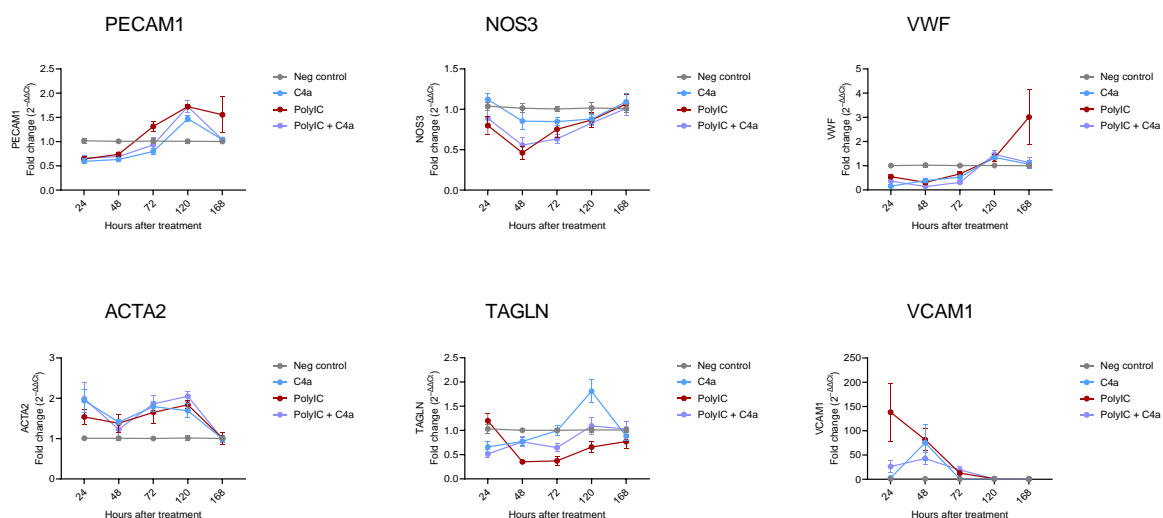 PECAM1
PECAM1
Fold change (2⁻ΔΔCt)
2.5
2.0
1.5
1.0
0.5
0.0
24
48
72
120
168
Hours after treatment
Neg control
C4a
PolyIC
PolyIC + C4a
NOS3
NOS3
Fold change (2⁻ΔΔCt)
1.5
1.0
0.5
0.0
24
48
72
120
168
Hours after treatment
Neg control
C4a
PolyIC
PolyIC + C4a
VWF
VWF
Fold change (2⁻ΔΔCt)
5
4
3
2
1
0
24
48
72
120
168
Hours after treatment
Neg control
C4a
PolyIC
PolyIC + C4a
ACTA2
ACTA2
Fold change (2⁻ΔΔCt)
3
2
1
0
24
48
72
120
168
Hours after treatment
Neg control
C4a
PolyIC
PolyIC + C4a
TAGLN
TAGLN
Fold change (2⁻ΔΔCt)
2.5
2.0
1.5
1.0
0.5
0.0
24
48
72
120
168
Hours after treatment
Neg control
C4a
PolyIC
PolyIC + C4a
VCAM1
VCAM1
Fold change (2⁻ΔΔCt)
250
200
150
100
50
0
24
48
72
120
168
Hours after treatment
Neg control
C4a
PolyIC
PolyIC + C4a